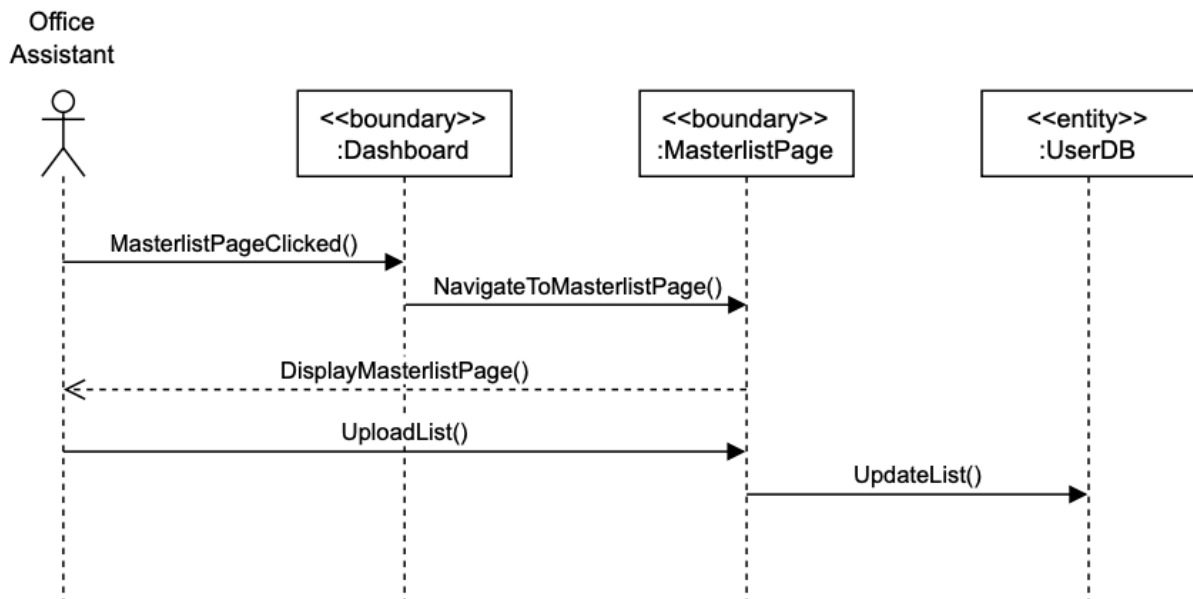 Office
Assistant
<<boundary>>
:Dashboard
<<boundary>>
:MasterlistPage
<<entity>>
:UserDB
MasterlistPageClicked()
NavigateToMasterlistPage()
DisplayMasterlistPage()
UploadList()
UpdateList()